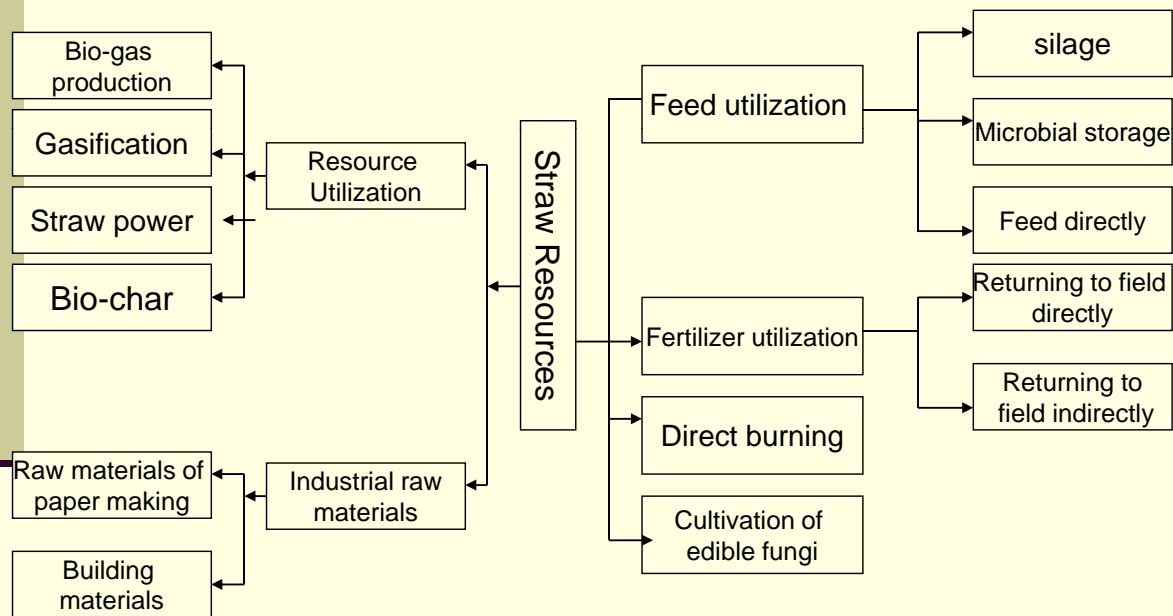 Bio-gas
production
Gasification
Straw power
Bio-char
Resource
Utilization
Raw materials of
paper making
Building
materials
Industrial raw
materials
Straw Resources
Feed utilization
silage
Microbial storage
Feed directly
Fertilizer utilization
Returning to field
directly
Returning to
field indirectly
Direct burning
Cultivation of
edible fungi